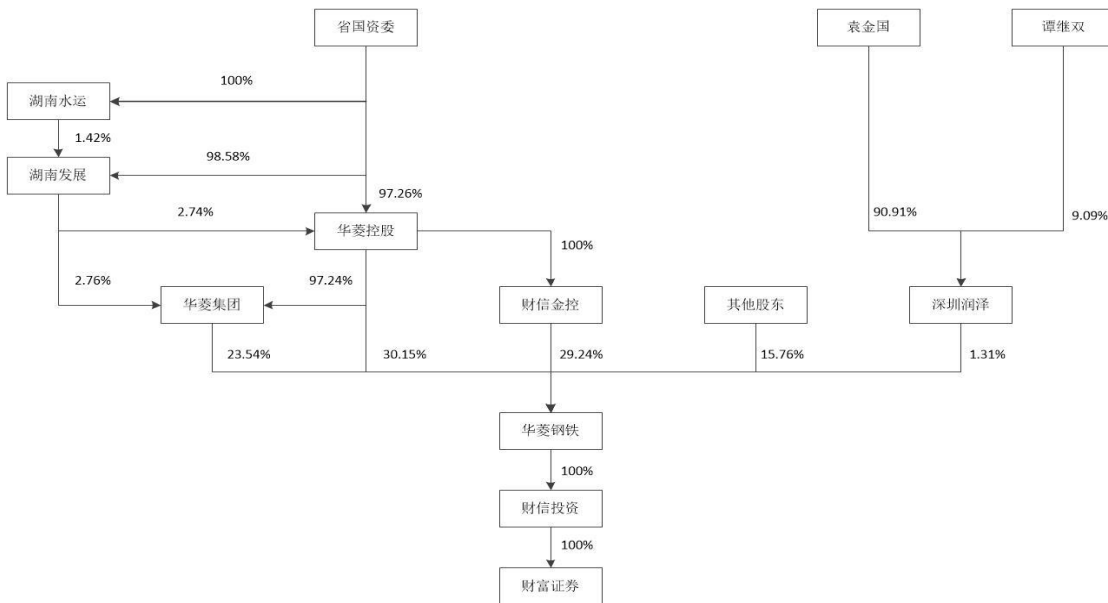 省国资委
袁金国
谭继双
100%
湖南水运
1.42%
98.58%
湖南发展
97.26%
2.74%
华菱控股
90.91%
9.09%
100%
2.76%
97.24%
华菱集团
财信金控
其他股东
深圳润泽
23.54%
30.15%
29.24%
15.76%
1.31%
华菱钢铁
100%
财信投资
100%
财富证券